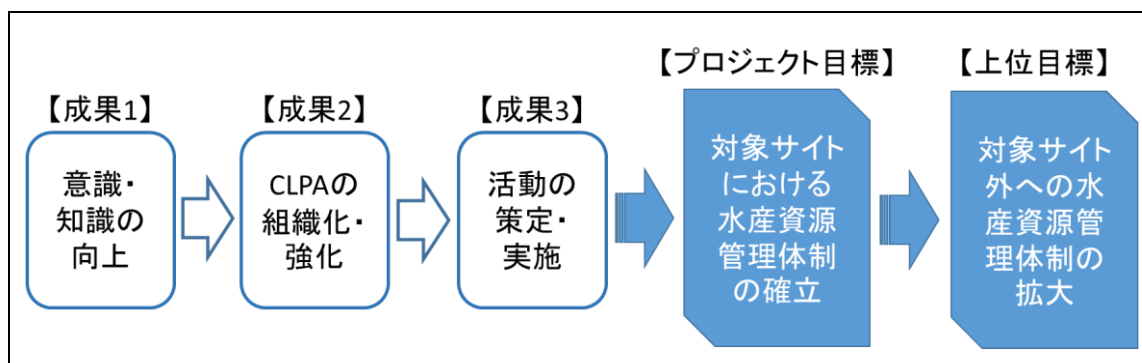 【成果1】
意識・
知識の
向上
【成果2】
CLPAの
組織化・
強化
【成果3】
活動の
策定・
実施
【プロジェクト目標】
対象サイト
における
水産資源
管理体制
の確立
【上位目標】
対象サイト
外への水
産資源管
理体制の
拡大